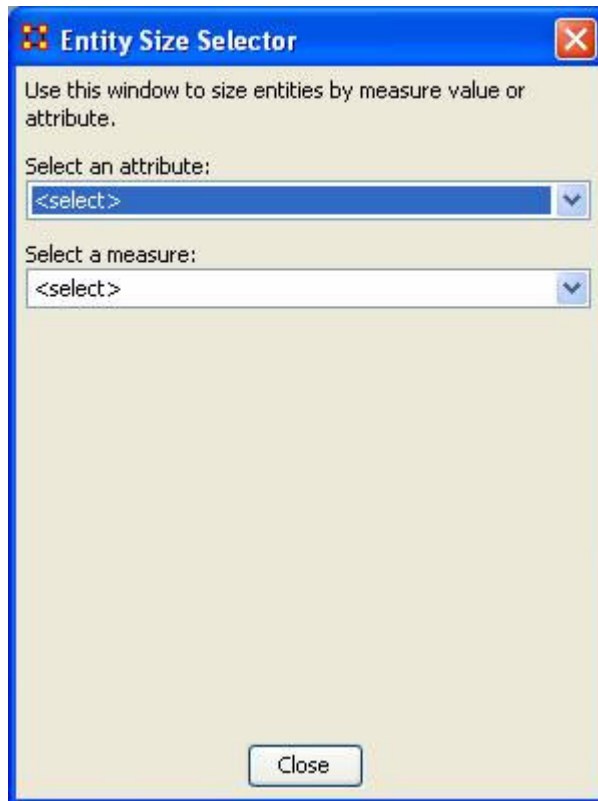 Entity Size Selector
Use this window to size entities by measure value or
attribute.
Select an attribute:
<select>
Select a measure:
<select>
Close